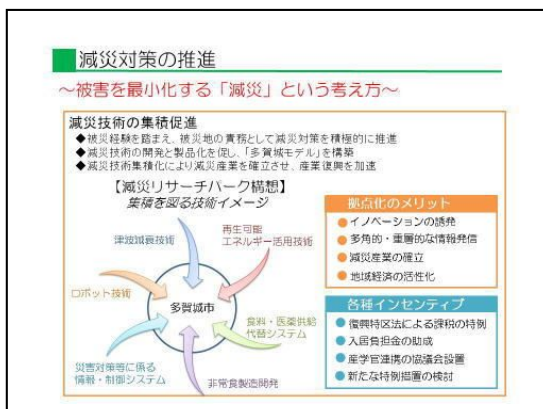 減災対策の推進
～被害を最小化する「減災」という考え方～
減災技術の集積促進
◆被災経験を踏まえ、被災地の責務として減災対策を積極的に推進
◆減災技術の開発と製品化を促し、「多賀城モデル」を構築
◆減災技術集積化により減災産業を確立させ、産業復興を加速
【減災リサーチパーク構想】
集積を図る技術イメージ
津波減衰技術
再生可能
エネルギー活用技術
ロボット技術
多賀城市
食料・医薬供給
代替システム
災害対策等に係る
情報・制御システム
非常食製造開発
拠点化のメリット
●イノベーションの誘発
●多角的・重層的な情報発信
●減災産業の確立
●地域経済の活性化
各種インセンティブ
●復興特区法による課税の特例
●入居負担金の助成
●産学官連携の協議会設置
●新たな特例措置の検討